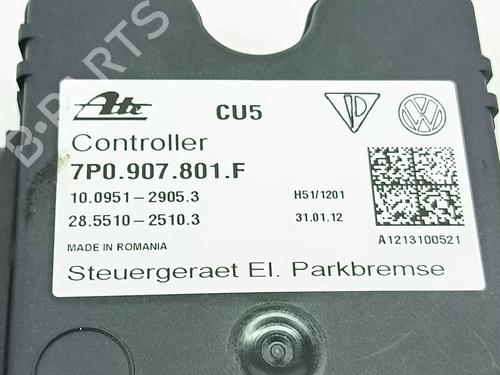 B-PARTS
Ate CU5
Controller
7P0.907.801.F
10.0951-2905.3 H51/1201
28.5510-2510.3 31.01.12
MADE IN ROMANIA A1213100521
Steuergeraet El. Parkbremse